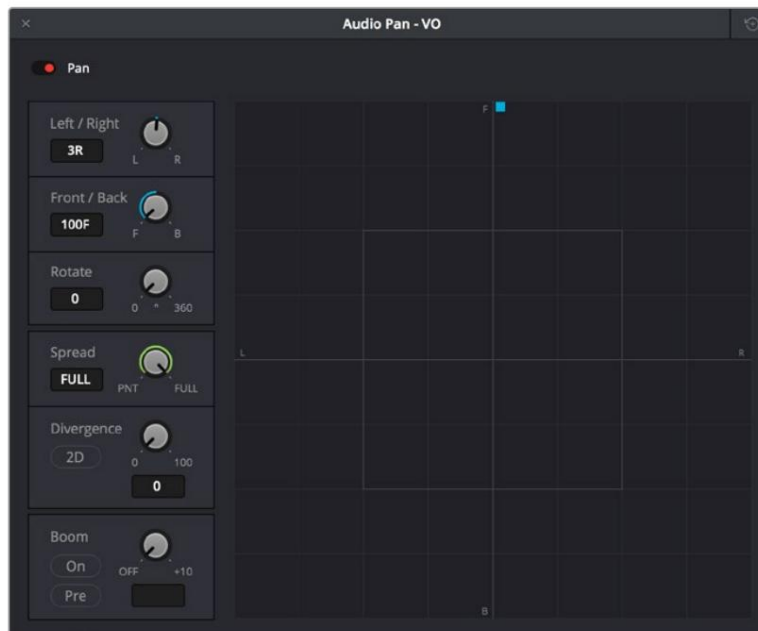 × Audio Pan - VO
Pan
Left / Right
3R
L R
Front / Back
100F
F B
Rotate
0
0 ° 360
Spread
FULL
PNT FULL
Divergence
2D
0 100
0
Boom
On
OFF +10
Pre
F
L R
B